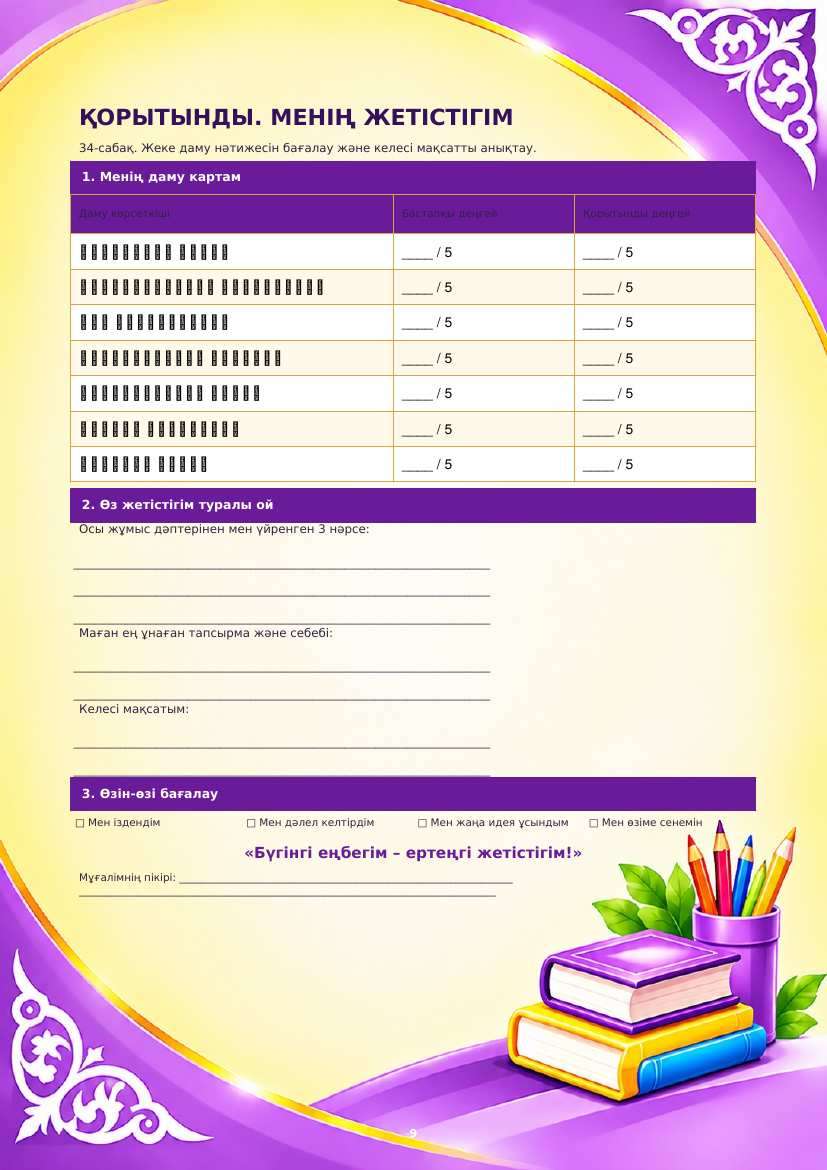 ҚОРЫТЫНДЫ. МЕНІҢ ЖЕТІСТІГІМ
34-сабақ. Жеке даму нәтижесін бағалау және келесі мақсатты анықтау.
1. Менің даму картам
Даму көрсеткіші Бастапқы деңгей Қорытынды деңгей
____ / 5 ____ / 5
____ / 5 ____ / 5
____ / 5 ____ / 5
____ / 5 ____ / 5
____ / 5 ____ / 5
____ / 5 ____ / 5
____ / 5 ____ / 5
2. Өз жетістігім туралы ой
Осы жұмыс дәптерінен мен үйренген 3 нәрсе:
Маған ең ұнаған тапсырма және себебі:
Келесі мақсатым:
3. Өзін-өзі бағалау
□ Мен іздендім □ Мен дәлел келтірдім □ Мен жаңа идея ұсындым □ Мен өзіме сенемін
«Бүгінгі еңбегім – ертеңгі жетістігім!»
Мұғалімнің пікірі:
9